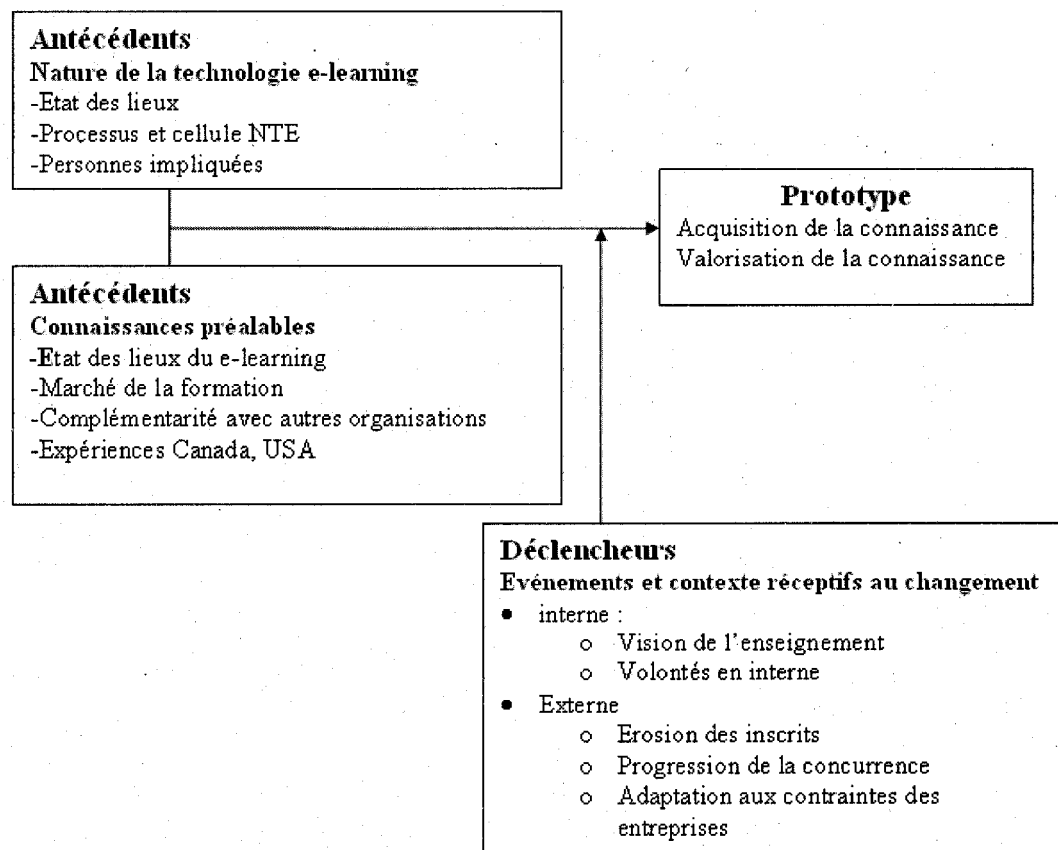 Antécédents
Nature de la technologie e-learning
-Etat des lieux
-Processus et cellule NTE
-Personnes impliquées
Prototype
Acquisition de la connaissance
Valorisation de la connaissance
Antécédents
Connaissances préalables
-Etat des lieux du e-learning
-Marché de la formation
-Complémentarité avec autres organisations
-Expériences Canada, USA
Déclencheurs
Evénements et contexte réceptifs au changement
• interne :
o Vision de l'enseignement
o Volontés en interne
• Externe
o Erosion des inscrits
o Progression de la concurrence
o Adaptation aux contraintes des
entreprises